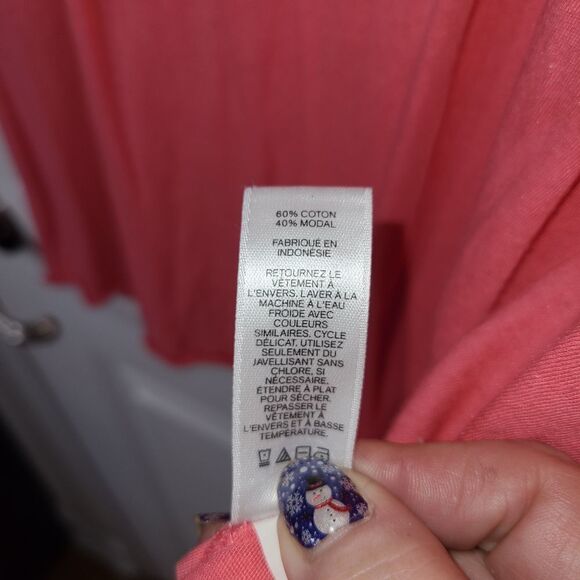 60% COTON
40% MODAL
FABRIQUÉ EN
INDONÉSIE
RETOURNEZ LE
VÊTEMENT À
L'ENVERS. LAVER À LA
MACHINE À L'EAU
FROIDE AVEC
COULEURS
SIMILAIRES. CYCLE
DÉLICAT. UTILISEZ
SEULEMENT DU
JAVELLISANT SANS
CHLORE, SI
NÉCESSAIRE.
ÉTENDRE À PLAT
POUR SÉCHER.
REPASSER LE
VÊTEMENT À
L'ENVERS ET À BASSE
TEMPÉRATURE.